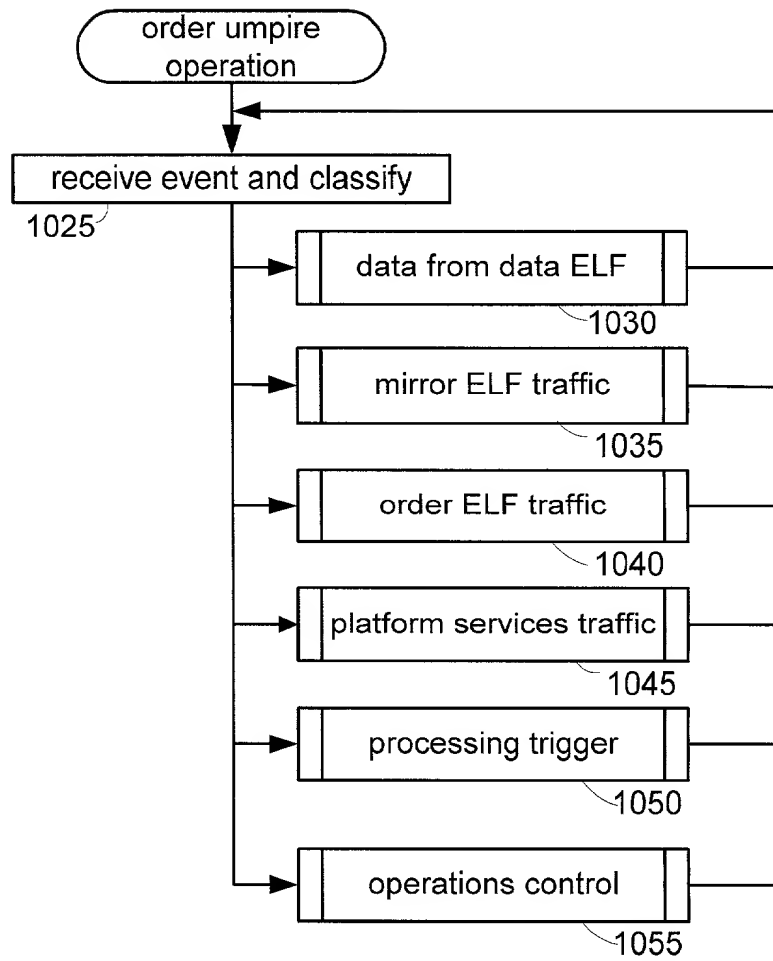 order umpire
operation
receive event and classify
1025
data from data ELF
1030
mirror ELF traffic
1035
order ELF traffic
1040
platform services traffic
1045
processing trigger
1050
operations control
1055